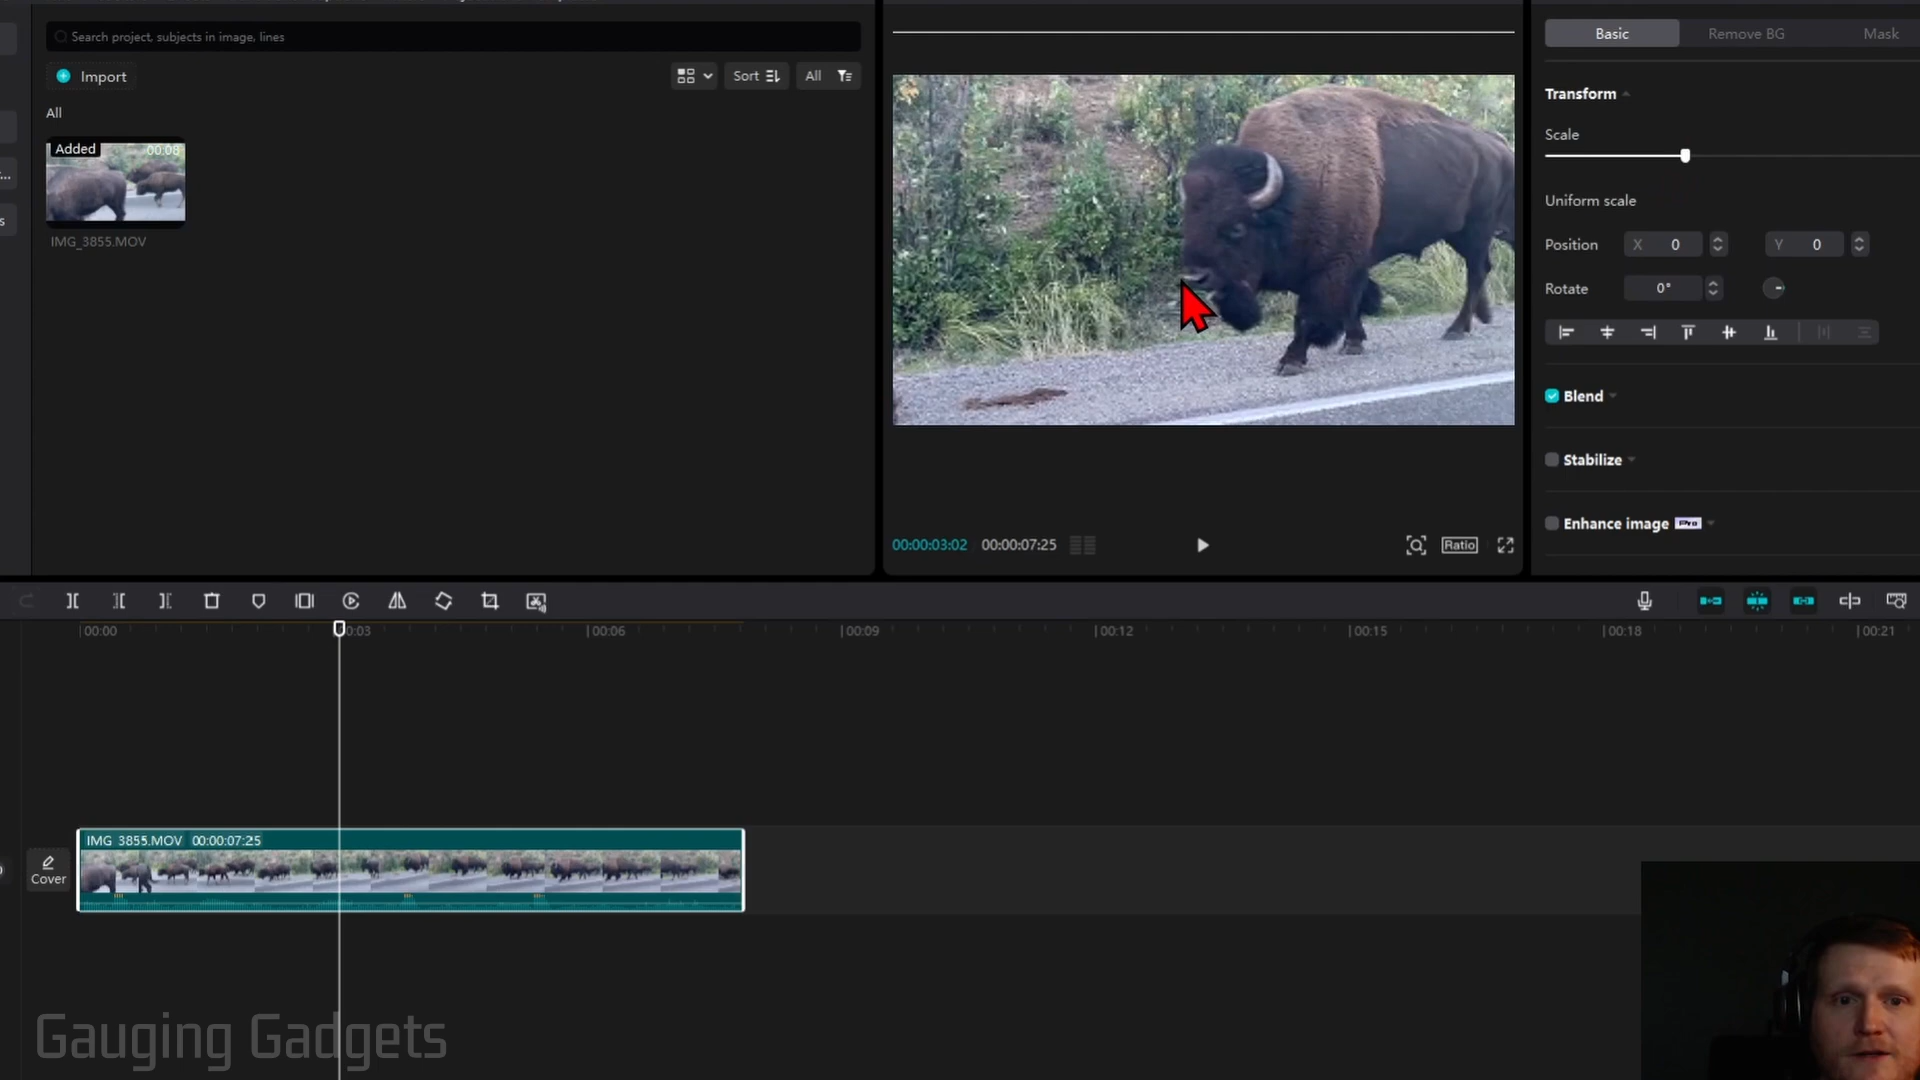 Search project, subjects in image, lines
Import
Sort
All
All
Added
00:08
IMG_3855.MOV
00:00:03:02
00:00:07:25
Ratio
Basic
Remove BG
Mask
Transform
Scale
Uniform scale
Position
X 0
Y 0
Rotate
0°
Blend
Stabilize
Enhance image
Pro
00:00
00:03
00:06
00:09
00:12
00:15
00:18
00:21
IMG_3855.MOV 00:00:07:25
Cover
Gauging Gadgets